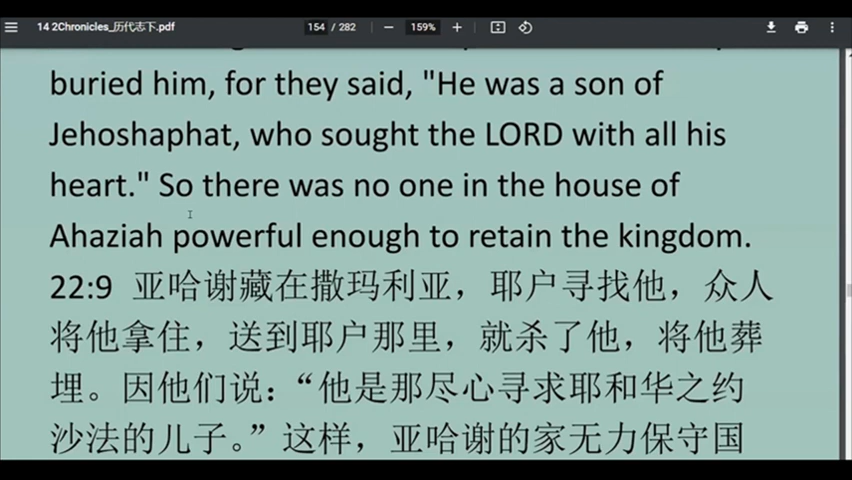 14 2Chronicles_历代志下.pdf
154 / 282
159%
buried him, for they said, "He was a son of
Jehoshaphat, who sought the LORD with all his
heart." So there was no one in the house of
Ahaziah powerful enough to retain the kingdom.
22:9 亚哈谢藏在撒玛利亚，耶户寻找他，众人
将他拿住，送到耶户那里，就杀了他，将他葬
埋。因他们说：“他是那尽心寻求耶和华之约
沙法的儿子。”这样，亚哈谢的家无力保守国